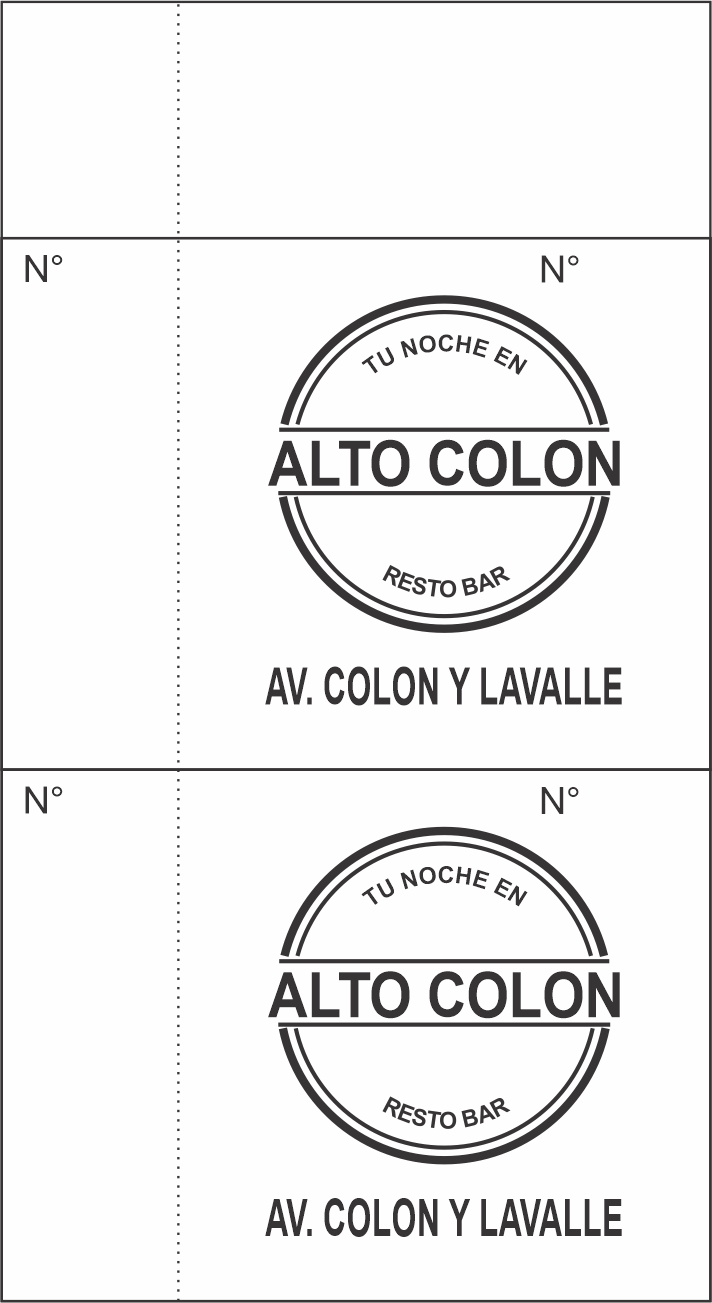 N° N°
TU NOCHE EN
ALTO COLON
RESTO BAR
AV. COLON Y LAVALLE
N° N°
TU NOCHE EN
ALTO COLON
RESTO BAR
AV. COLON Y LAVALLE